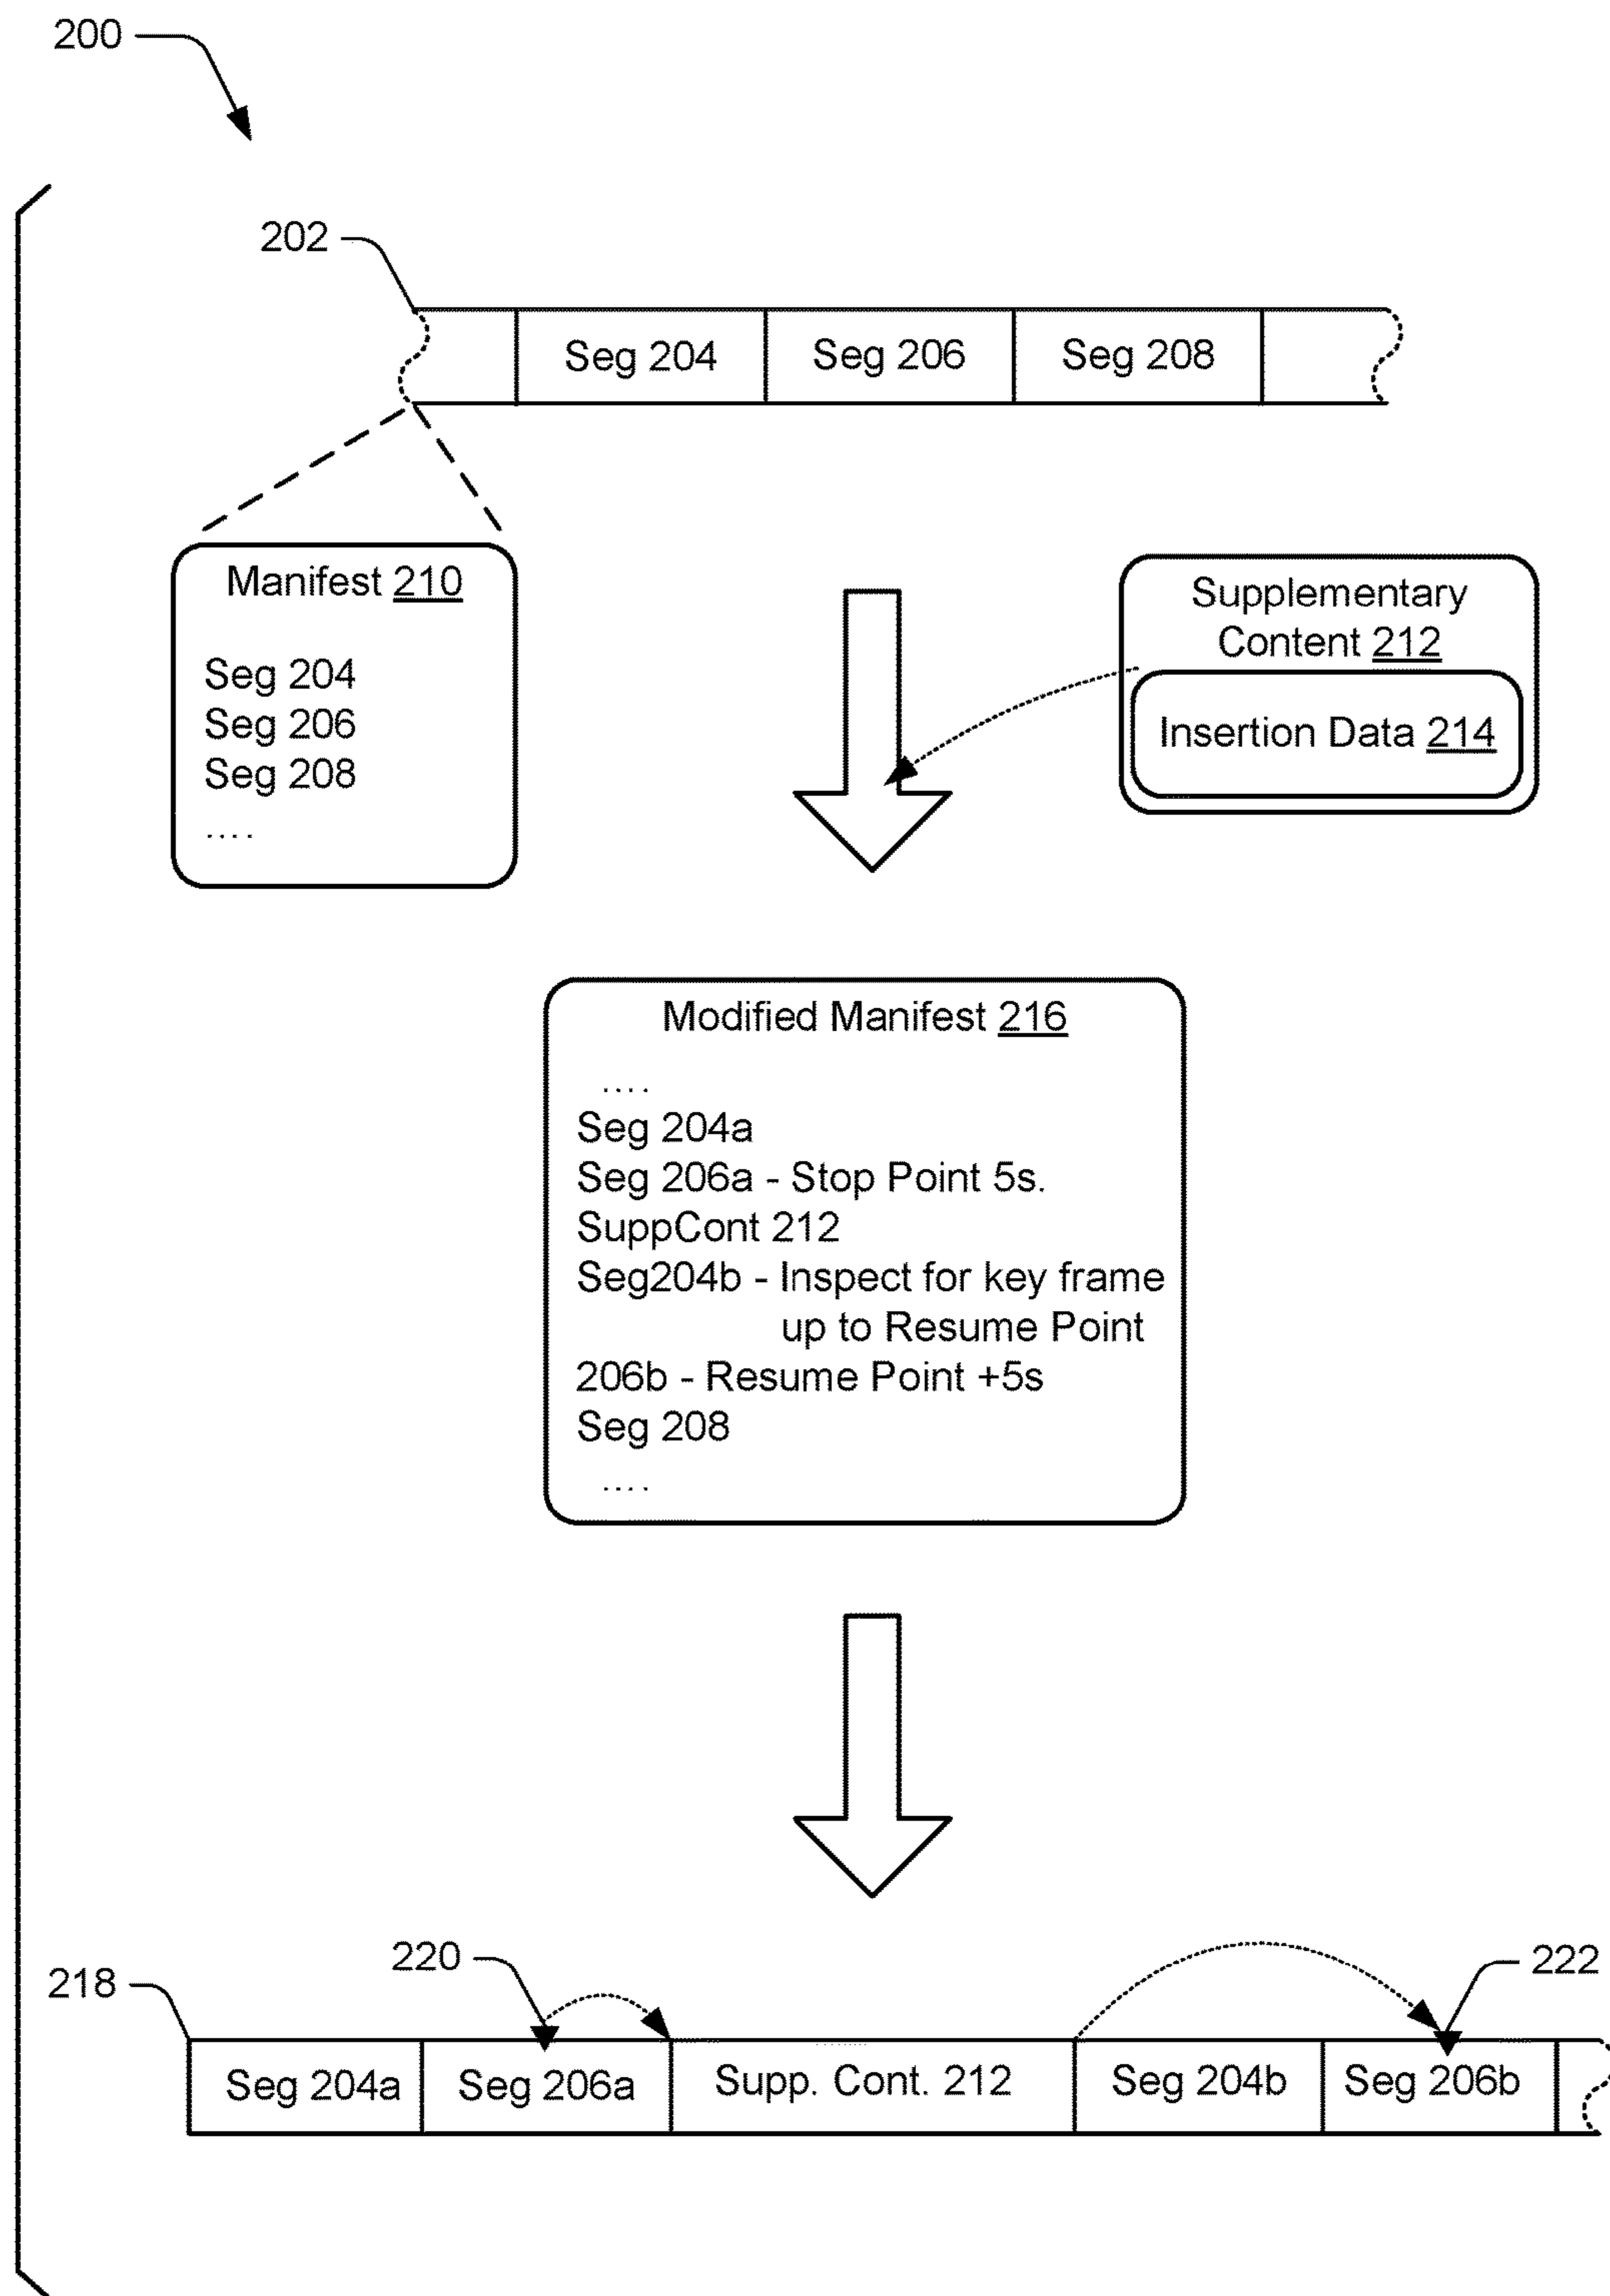 200
202
Seg 204
Seg 206
Seg 208
Manifest 210
Seg 204
Seg 206
Seg 208
....
Supplementary
Content 212
Insertion Data 214
Modified Manifest 216
....
Seg 204a
Seg 206a - Stop Point 5s.
SuppCont 212
Seg204b - Inspect for key frame
up to Resume Point
206b - Resume Point +5s
Seg 208
....
218
220
222
Seg 204a
Seg 206a
Supp. Cont. 212
Seg 204b
Seg 206b